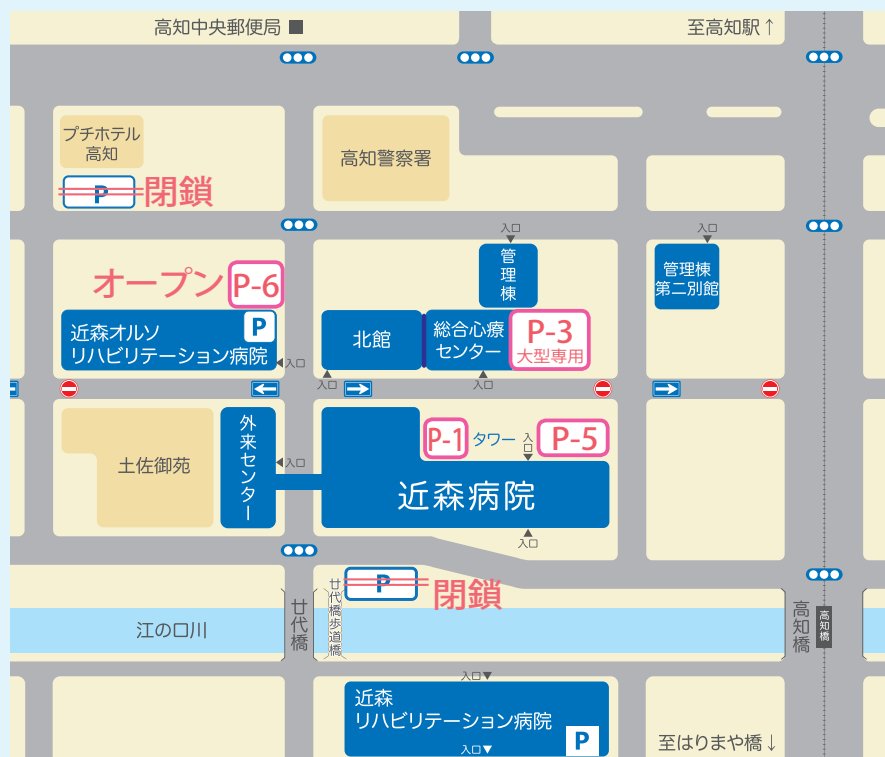 高知中央郵便局
至高知駅↑
プチホテル
高知
高知警察署
P
閉鎖
入口
入口
管理棟
管理棟
第二別館
オープン
P-6
P
近森オルソ
リハビリテーション病院
入口
北館
総合心療
センター
P-3
大型専用
入口
入口
外来センター
P-1
タワー
入口
P-5
土佐御苑
入口
近森病院
入口
P
閉鎖
廿代橋
廿代橋歩道橋
高知橋
高知橋
江の口川
入口
近森
リハビリテーション病院
P
入口
至はりまや橋↓